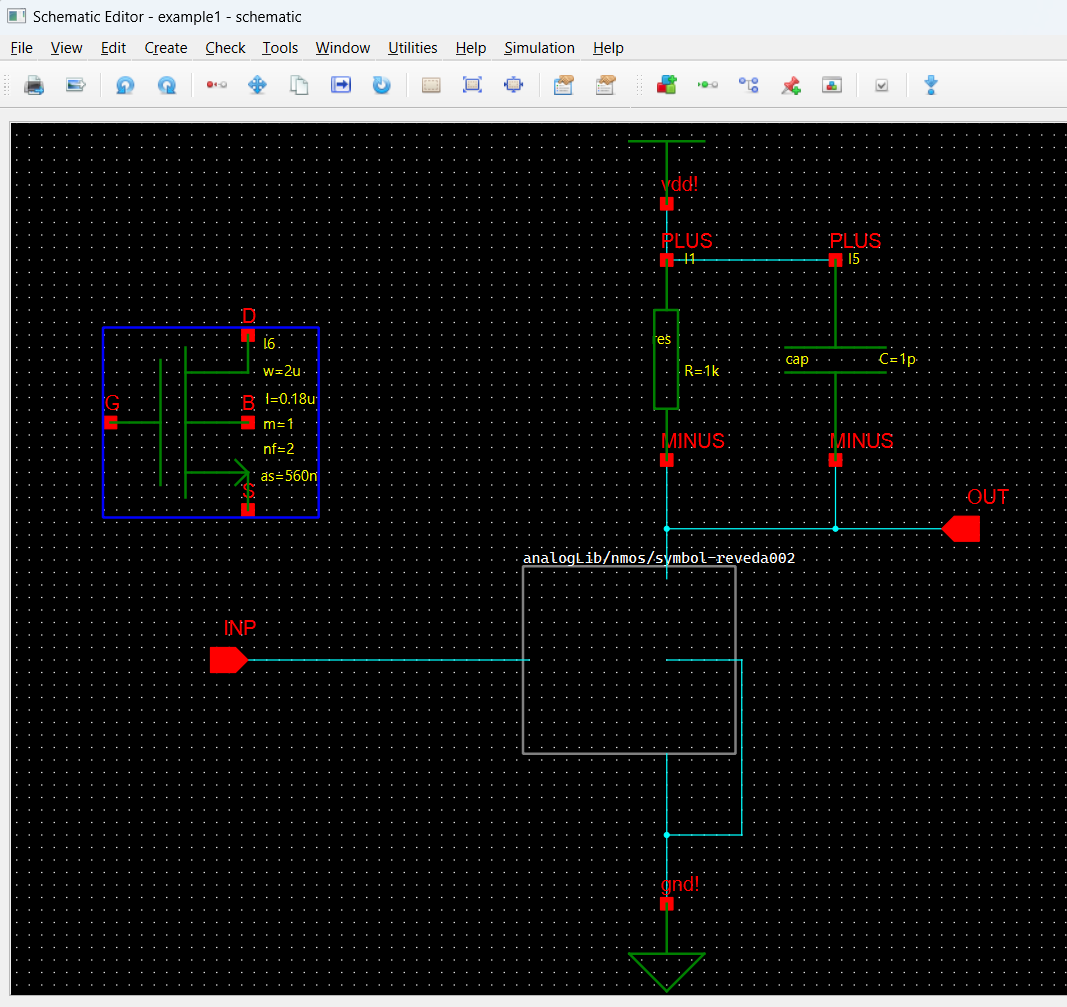 Schematic Editor - example1 - schematic
File View Edit Create Check Tools Window Utilities Help Simulation Help
vdd!
PLUS
I1
PLUS
I5
res
R=1k
cap
C=1p
MINUS
MINUS
D
I6
w=2u
G
B
l=0.18u
m=1
nf=2
as=560n
S
OUT
analogLib/nmos/symbol-reveda002
INP
gnd!